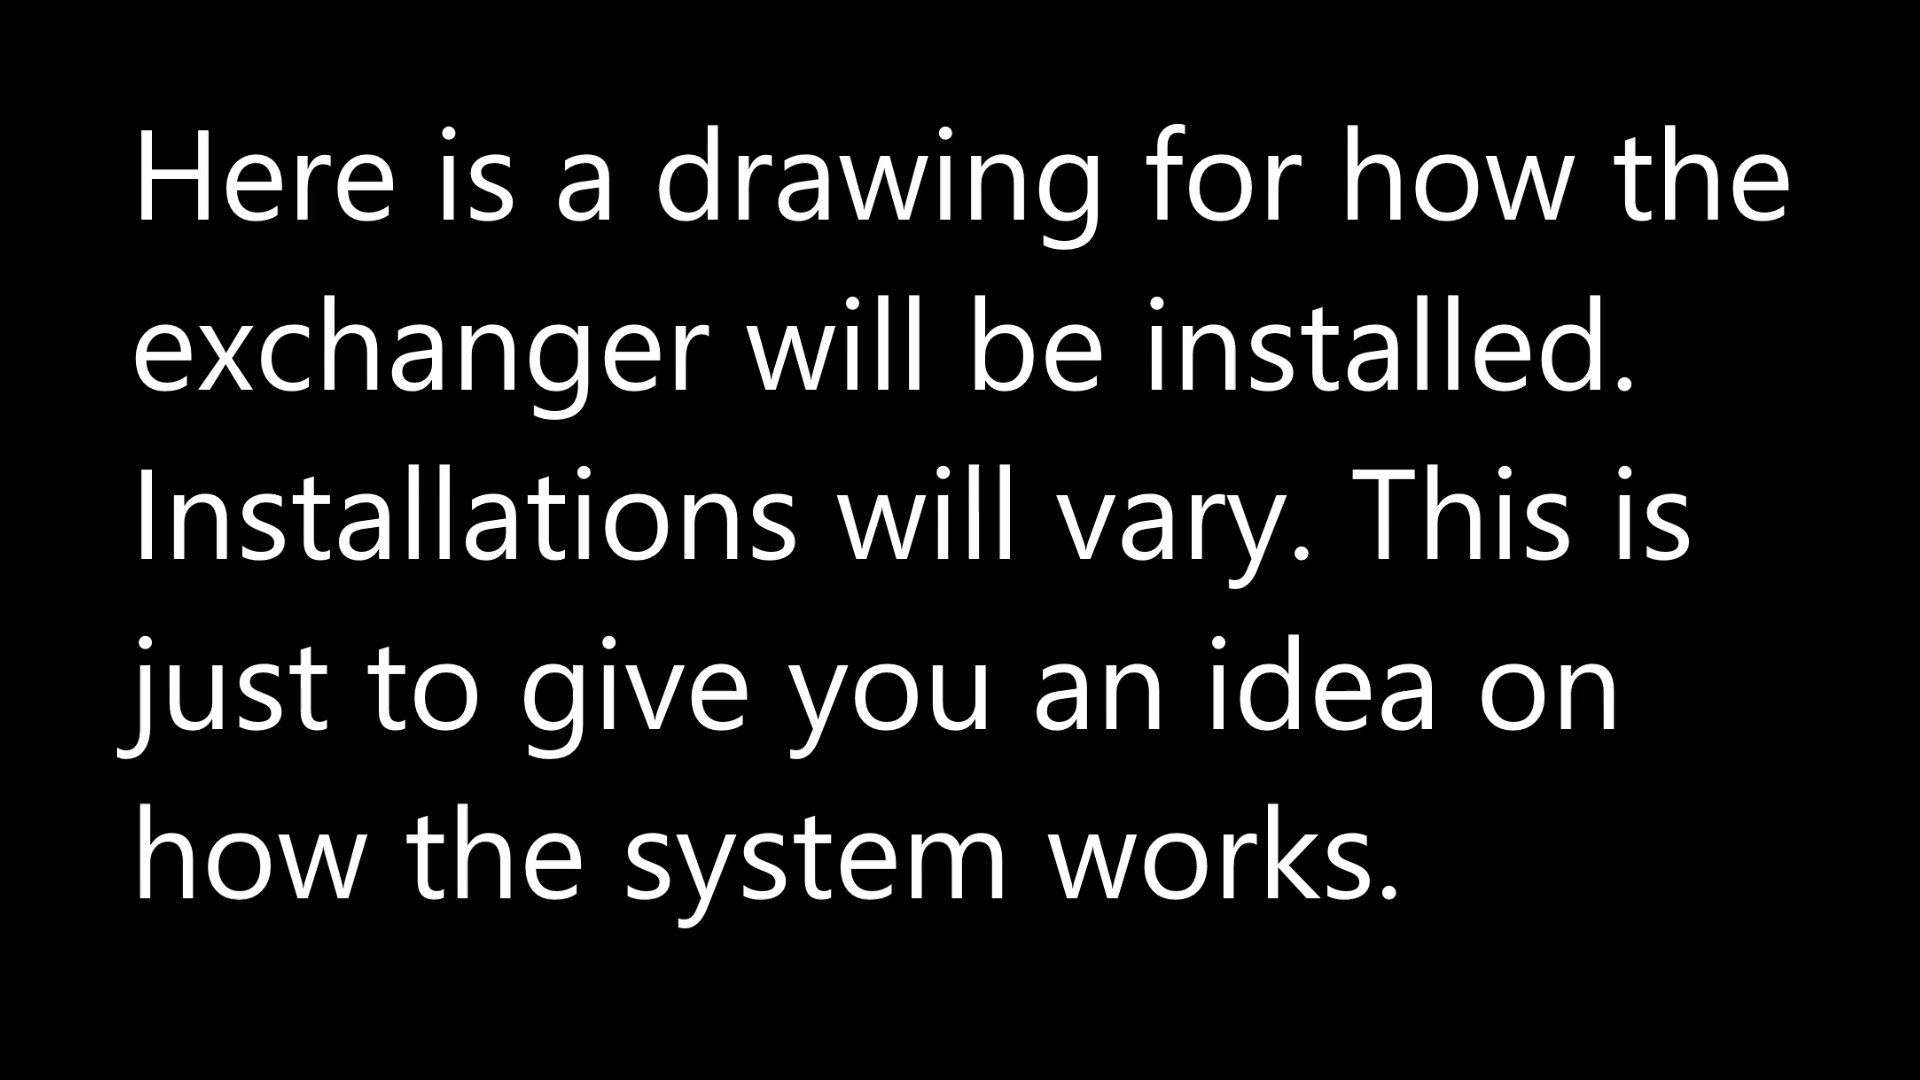 Here is a drawing for how the
exchanger will be installed.
Installations will vary. This is
just to give you an idea on
how the system works.